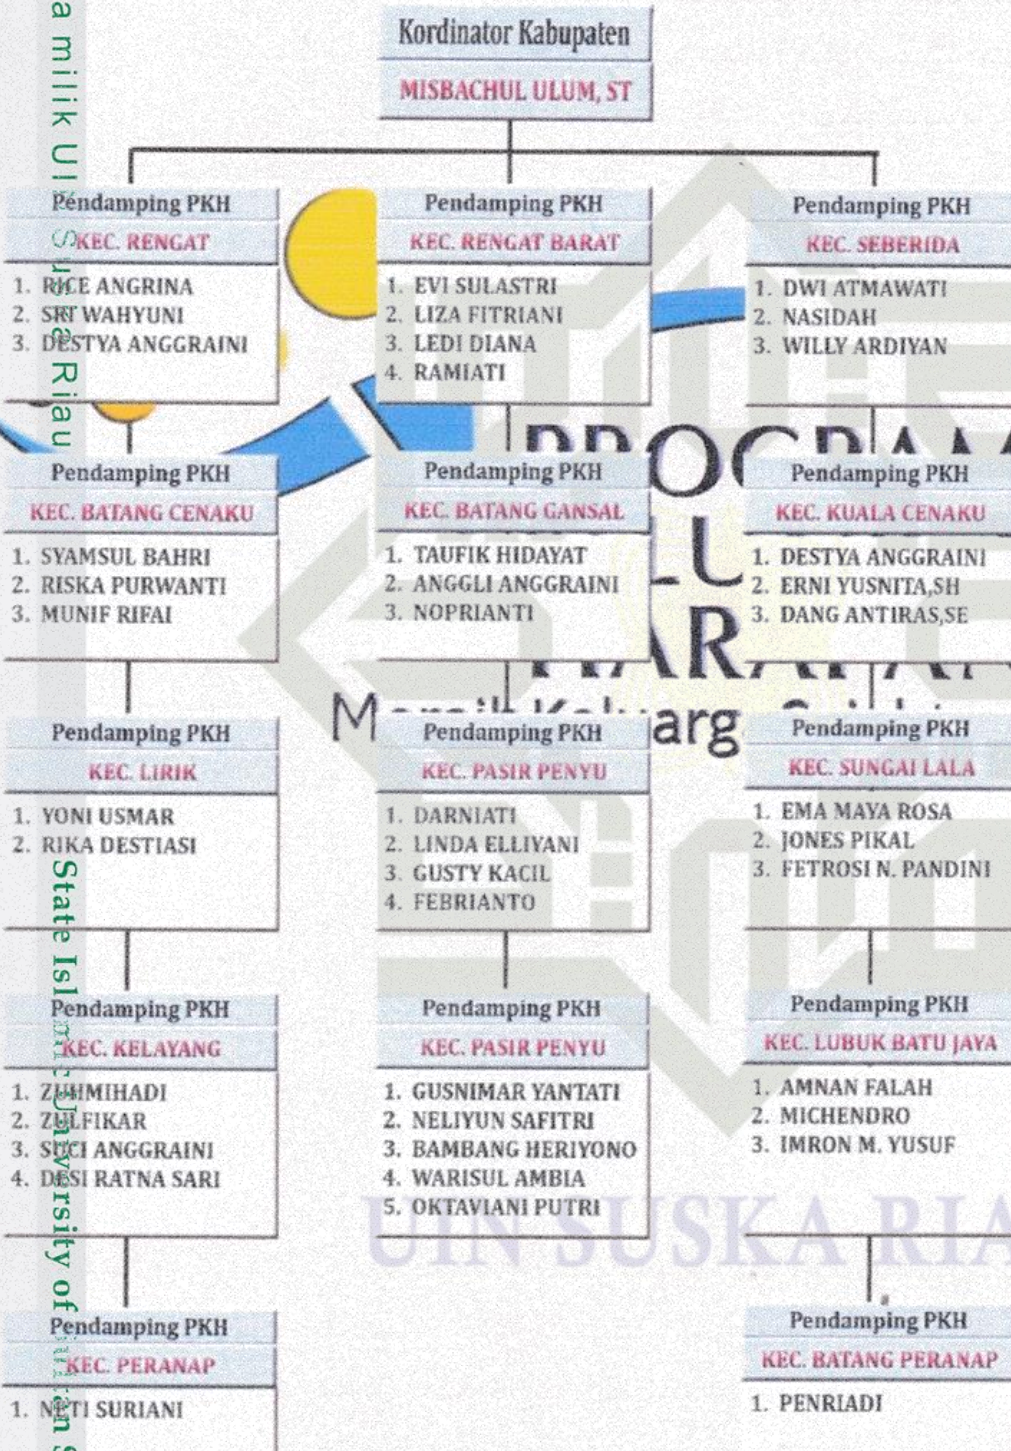 Kordinator Kabupaten
MISBACHUL ULUM, ST
Pendamping PKH
KEC. RENGAT
1. RICE ANGRINA
2. SRI WAHYUNI
3. DESTYA ANGGRAINI
Pendamping PKH
KEC. RENGAT BARAT
1. EVI SULASTRI
2. LIZA FITRIANI
3. LEDI DIANA
4. RAMIATI
Pendamping PKH
KEC. SEBERIDA
1. DWI ATMAWATI
2. NASIDAH
3. WILLY ARDIYAN
Pendamping PKH
KEC. BATANG CENAKU
1. SYAMSUL BAHRI
2. RISKA PURWANTI
3. MUNIF RIFAI
Pendamping PKH
KEC. BATANG GANSAL
1. TAUFIK HIDAYAT
2. ANGGLI ANGGRAINI
3. NOPRIANTI
Pendamping PKH
KEC. KUALA CENAKU
1. DESTYA ANGGRAINI
2. ERNI YUSNITA,SH
3. DANG ANTIRAS,SE
Pendamping PKH
KEC. LIRIK
1. YONI USMAR
2. RIKA DESTIASI
Pendamping PKH
KEC. PASIR PENYU
1. DARNIATI
2. LINDA ELLIYANI
3. GUSTY KACIL
4. FEBRIANTO
Pendamping PKH
KEC. SUNGAI LALA
1. EMA MAYA ROSA
2. JONES PIKAL
3. FETROSI N. PANDINI
Pendamping PKH
KEC. KELAYANG
1. ZUHMIHADI
2. ZULFIKAR
3. SUCI ANGGRAINI
4. DESI RATNA SARI
Pendamping PKH
KEC. PASIR PENYU
1. GUSNIMAR YANTATI
2. NELIYUN SAFITRI
3. BAMBANG HERIYONO
4. WARISUL AMBIA
5. OKTAVIANI PUTRI
Pendamping PKH
KEC. LUBUK BATU JAYA
1. AMNAN FALAH
2. MICHENDRO
3. IMRON M. YUSUF
Pendamping PKH
KEC. PERANAP
1. NETI SURIANI
Pendamping PKH
KEC. BATANG PERANAP
1. PENRIADI
a milik UIN Suska Riau
State Islamic University of
UIN SUSKA RIA